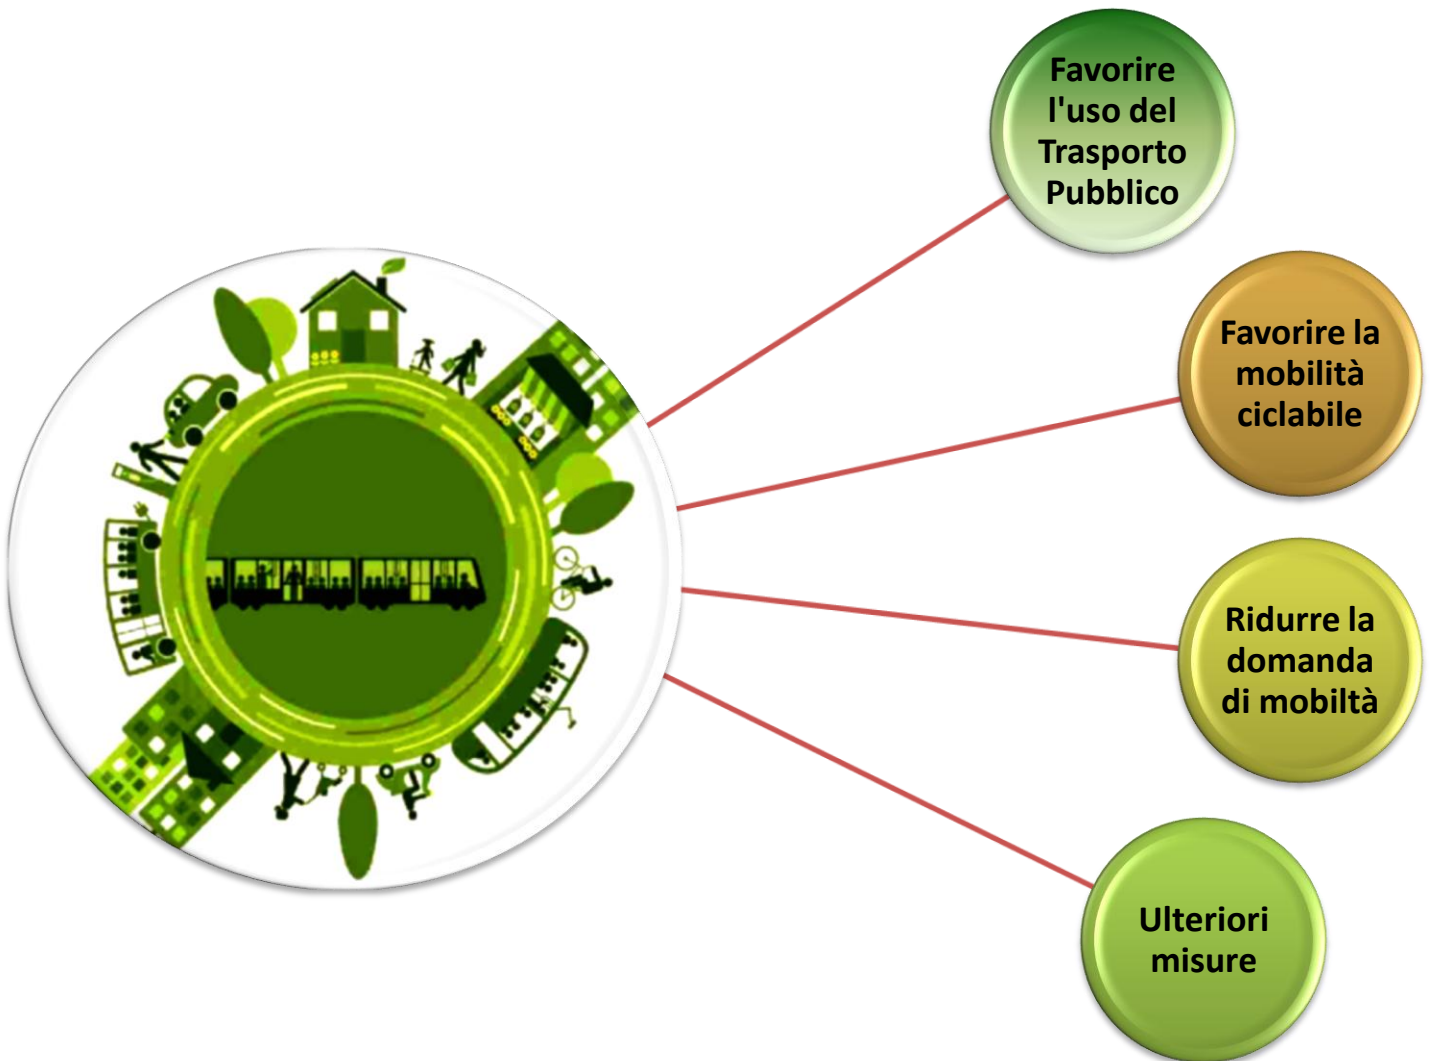 Favorire
l'uso del
Trasporto
Pubblico
Favorire la
mobilità
ciclabile
Ridurre la
domanda
di mobiltà
Ulteriori
misure